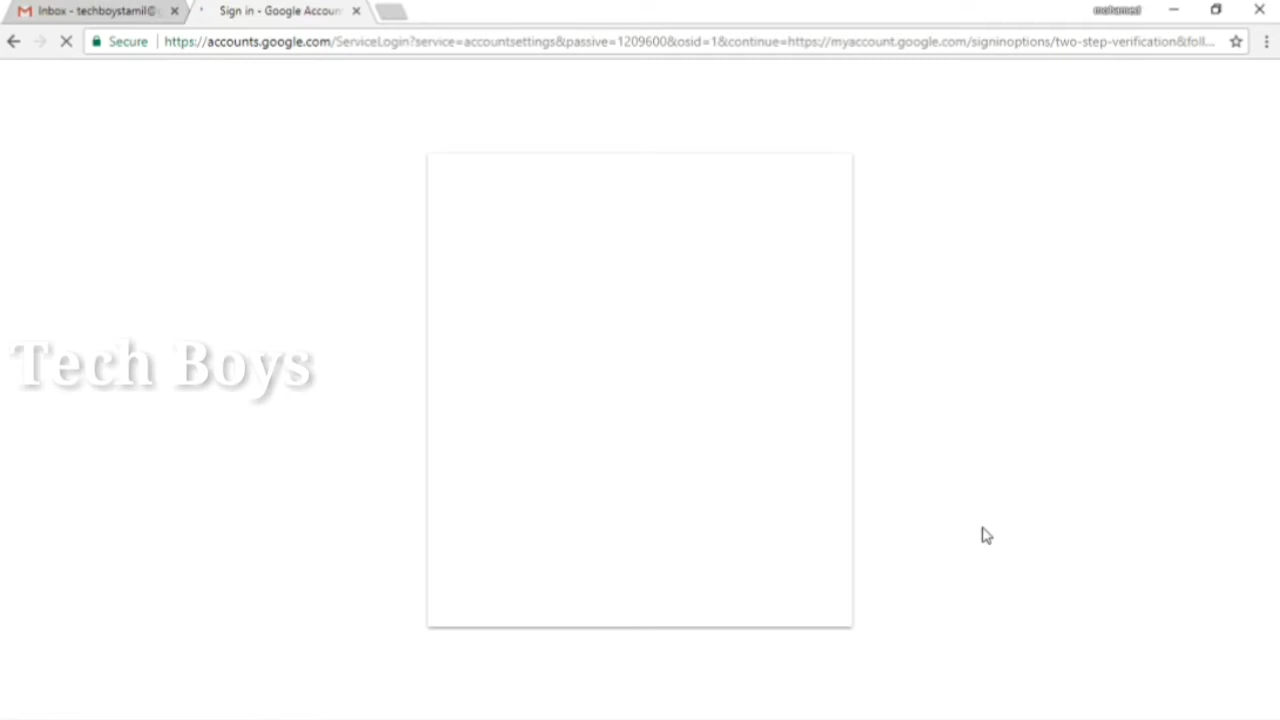 Inbox - techboystamil@
Sign in - Google Accoun
mohamed
Secure
https://accounts.google.com/ServiceLogin?service=accountsettings&passive=1209600&osid=1&continue=https://myaccount.google.com/signinoptions/two-step-verification&foll...
Tech Boys